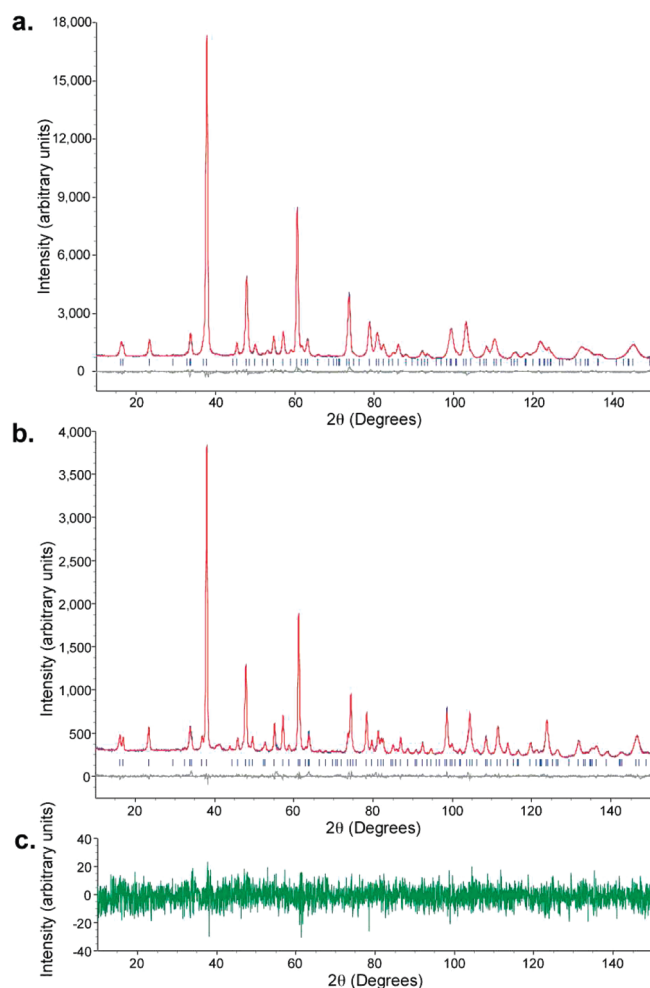 a.
18,000
15,000
12,000
9,000
6,000
3,000
0
Intensity (arbitrary units)
20 40 60 80 100 120 140
2θ (Degrees)
b.
4,000
3,500
3,000
2,500
2,000
1,500
1,000
500
0
Intensity (arbitrary units)
20 40 60 80 100 120 140
2θ (Degrees)
c.
40
20
0
-20
-40
Intensity (arbitrary units)
20 40 60 80 100 120 140
2θ (Degrees)